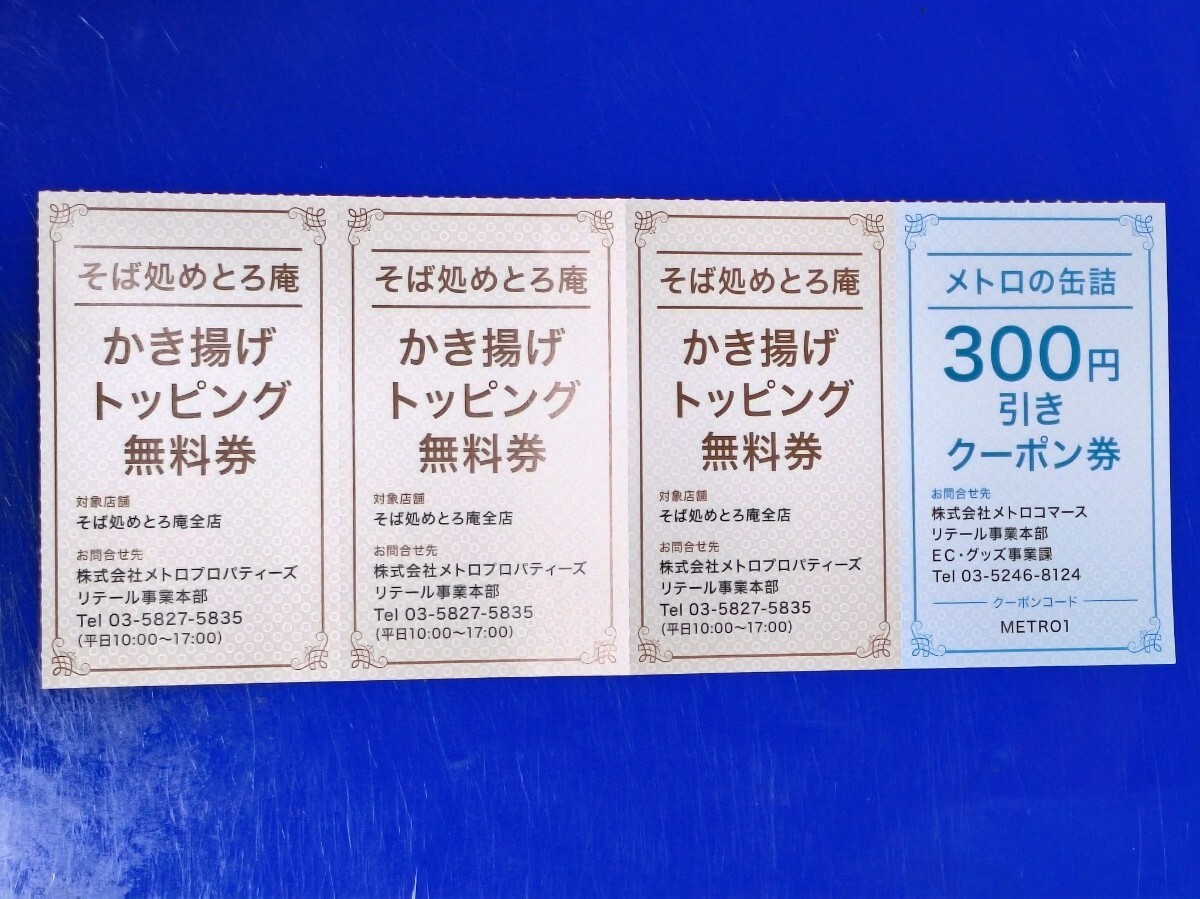 そば処めとろ庵
かき揚げ
トッピング
無料券
対象店舗
そば処めとろ庵全店
お問合せ先
株式会社メトロプロパティーズ
リテール事業本部
Tel 03-5827-5835
(平日10:00〜17:00)
そば処めとろ庵
かき揚げ
トッピング
無料券
対象店舗
そば処めとろ庵全店
お問合せ先
株式会社メトロプロパティーズ
リテール事業本部
Tel 03-5827-5835
(平日10:00〜17:00)
そば処めとろ庵
かき揚げ
トッピング
無料券
対象店舗
そば処めとろ庵全店
お問合せ先
株式会社メトロプロパティーズ
リテール事業本部
Tel 03-5827-5835
(平日10:00〜17:00)
メトロの缶詰
300円
引き
クーポン券
お問合せ先
株式会社メトロコマース
リテール事業本部
EC・グッズ事業課
Tel 03-5246-8124
クーポンコード
METRO1